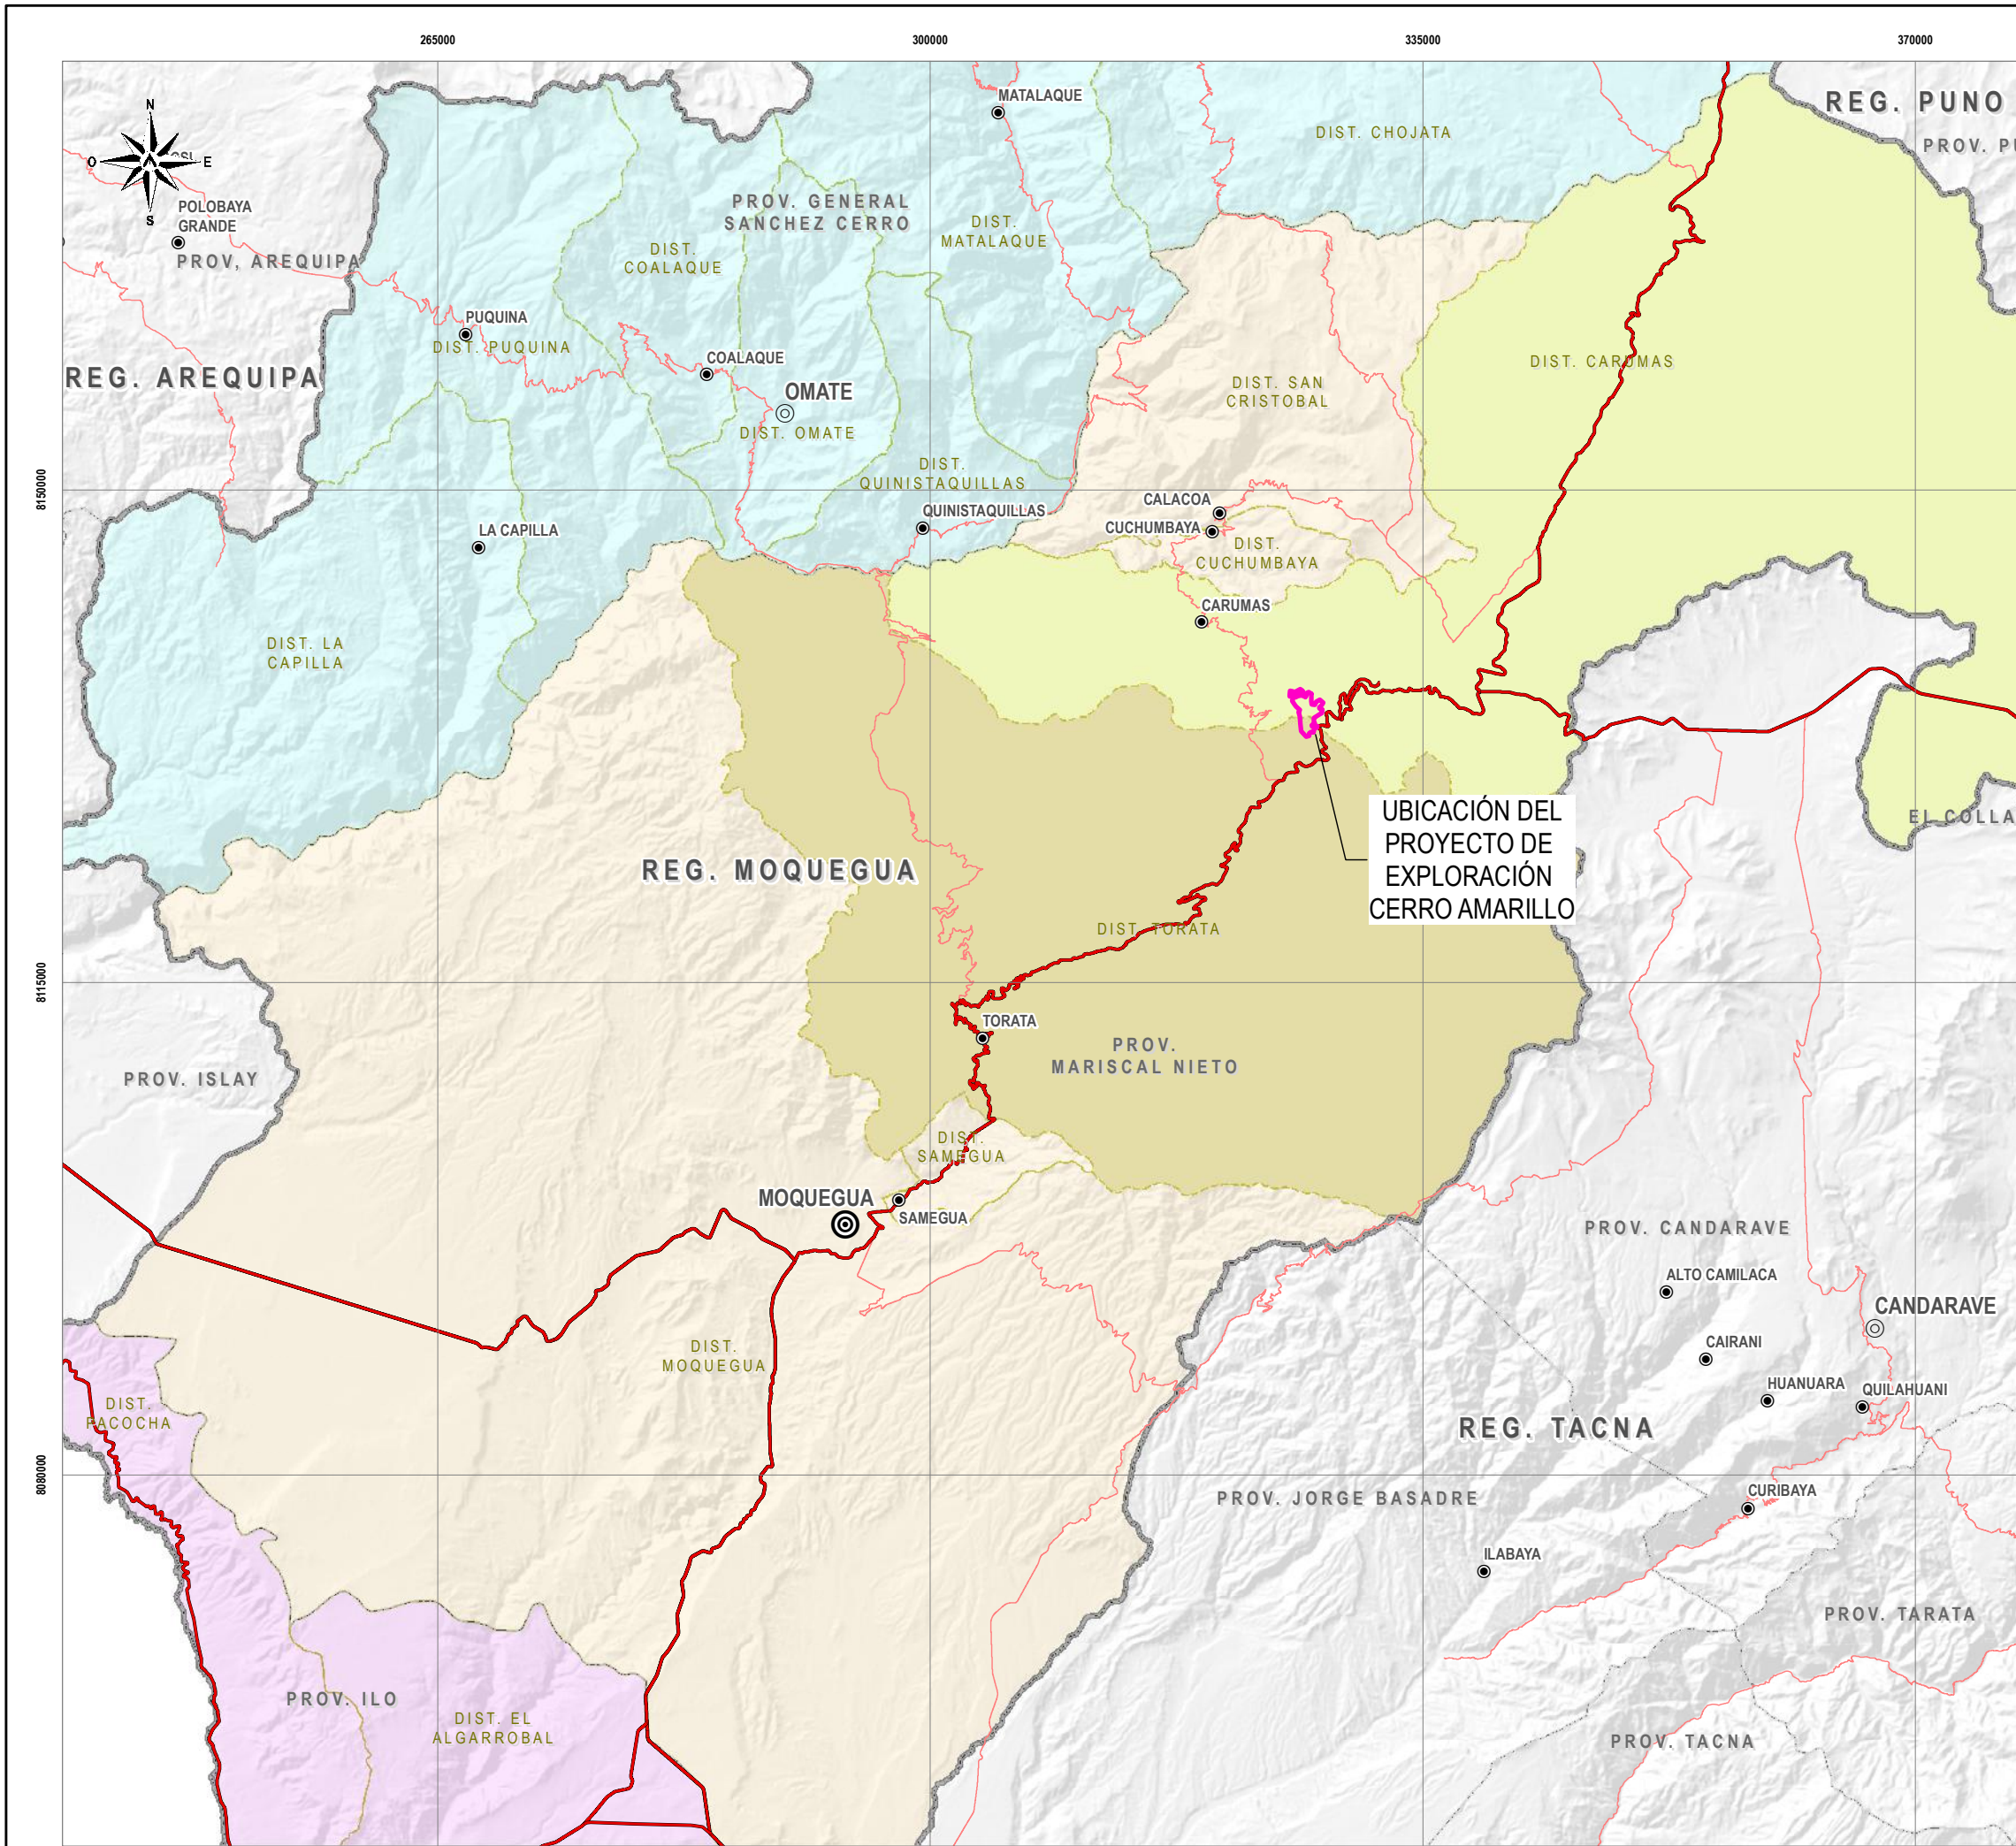 265000
300000
335000
370000
N
O
E
S
MATALAQUE
DIST. CHOJATA
REG. PUNO
POLOBAYA
GRANDE
PROV, AREQUIPA
PROV. GENERAL
SANCHEZ CERRO
DIST.
COALAQUE
DIST.
MATALAQUE
PUQUINA
DIST. PUQUINA
COALAQUE
REG. AREQUIPA
OMATE
DIST. OMATE
DIST. SAN
CRISTOBAL
DIST. CARUMAS
DIST.
QUINISTAQUILLAS
QUINISTAQUILLAS
8150000
CALACOA
CUCHUMBAYA
DIST.
CUCHUMBAYA
LA CAPILLA
CARUMAS
DIST. LA
CAPILLA
UBICACIÓN DEL
PROYECTO DE
EXPLORACIÓN
CERRO AMARILLO
EL COLLA
REG. MOQUEGUA
DIST. TORATA
8115000
TORATA
PROV.
MARISCAL NIETO
PROV. ISLAY
DIST.
SAMEGUA
MOQUEGUA
SAMEGUA
PROV. CANDARAVE
ALTO CAMILACA
CANDARAVE
CAIRANI
HUANUARA
QUILAHUANI
DIST.
MOQUEGUA
DIST.
PACOCHA
REG. TACNA
8080000
PROV. JORGE BASADRE
CURIBAYA
ILABAYA
PROV. TARATA
PROV. ILO
DIST. EL
ALGARROBAL
PROV. TACNA